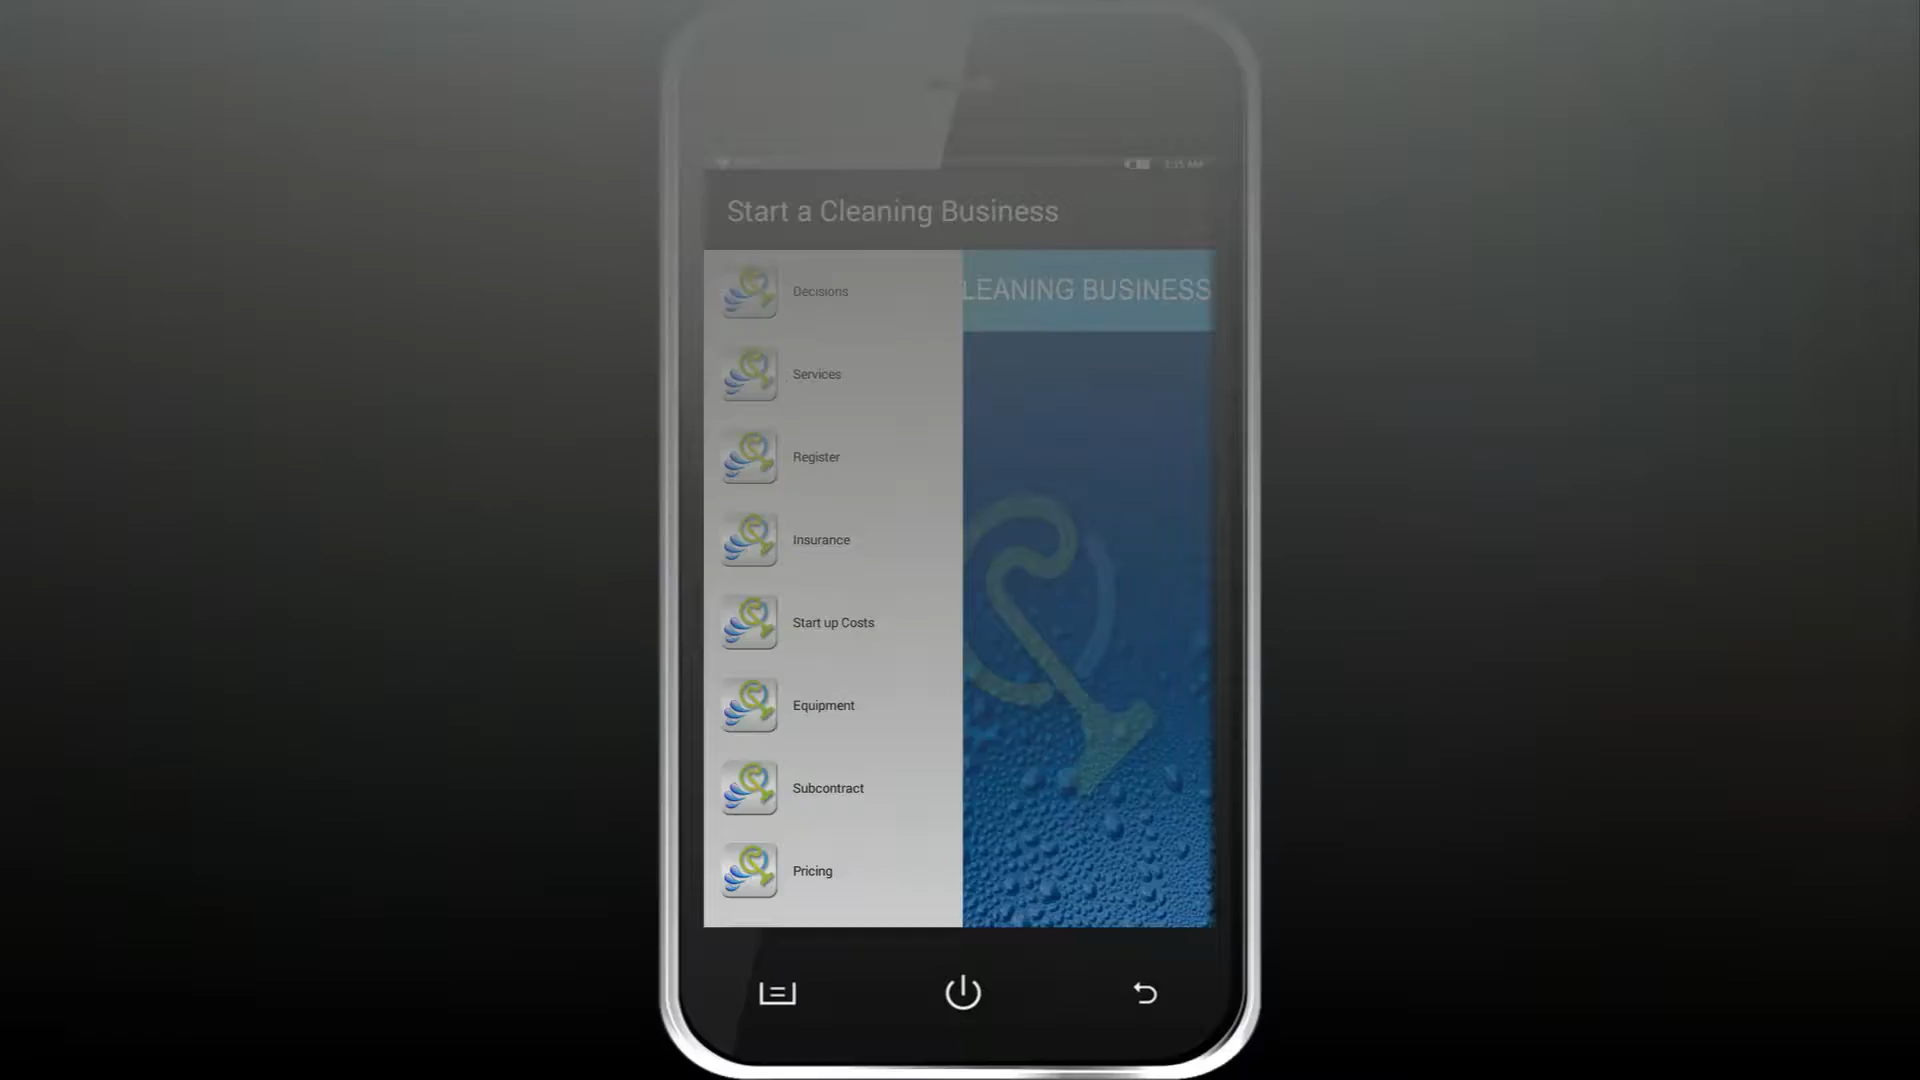 Start a Cleaning Business
Decisions
LEANING BUSINESS
Services
Register
Insurance
Start up Costs
Equipment
Subcontract
Pricing